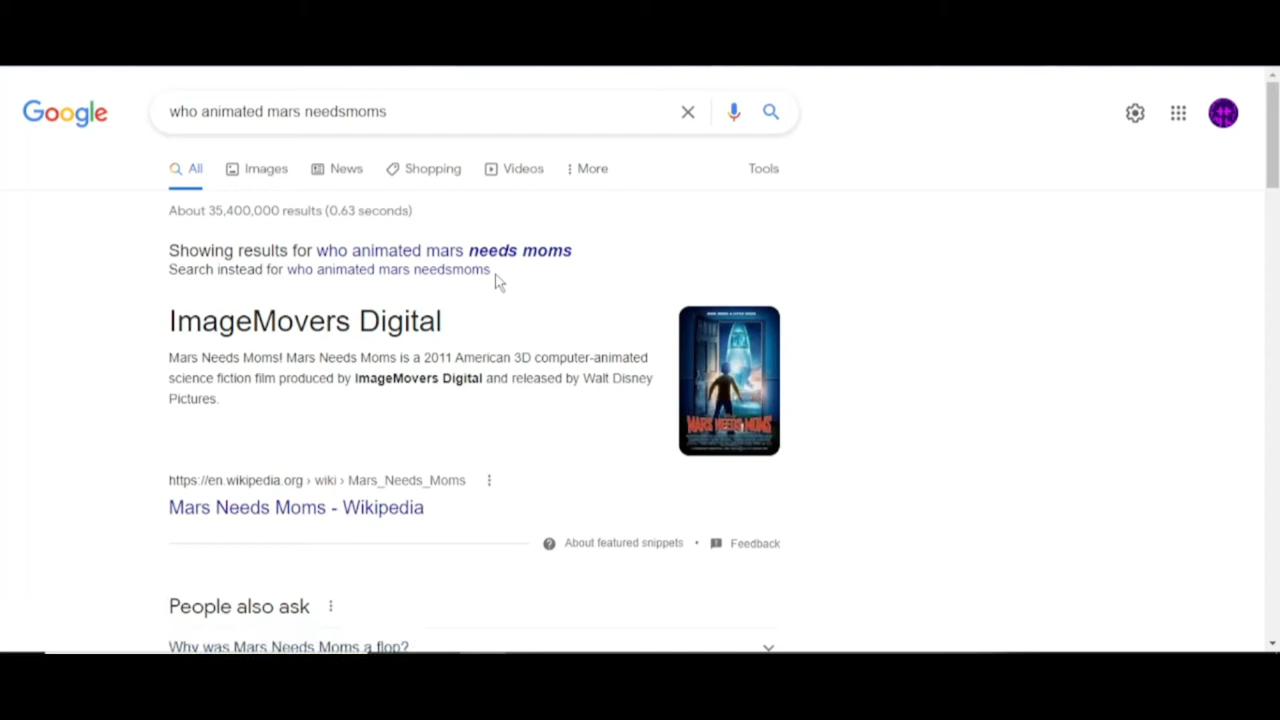 Google
who animated mars needsmoms
All
Images
News
Shopping
Videos
More
Tools
About 35,400,000 results (0.63 seconds)
Showing results for who animated mars needs moms
Search instead for who animated mars needsmoms
ImageMovers Digital
Mars Needs Moms! Mars Needs Moms is a 2011 American 3D computer-animated
science fiction film produced by ImageMovers Digital and released by Walt Disney
Pictures.
MARS NEEDS MOMS
https://en.wikipedia.org › wiki › Mars_Needs_Moms
Mars Needs Moms - Wikipedia
About featured snippets • Feedback
People also ask
Why was Mars Needs Moms a flop?